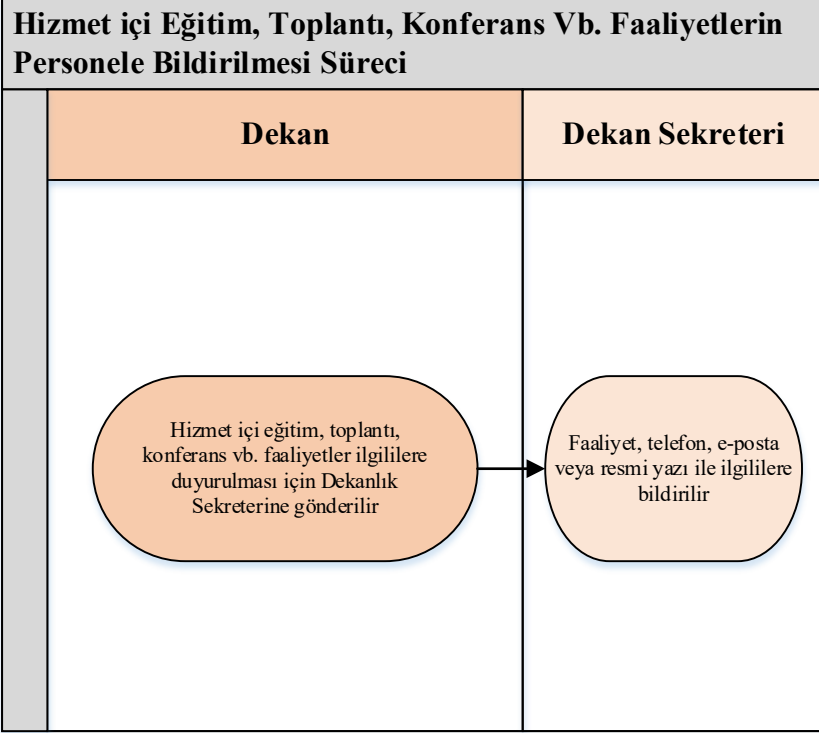 Hizmet içi Eğitim, Toplantı, Konferans Vb. Faaliyetlerin
Personele Bildirilmesi Süreci
Dekan
Dekan Sekreteri
Hizmet içi eğitim, toplantı,
konferans vb. faaliyetler ilgililere
duyurulması için Dekanlık
Sekreterine gönderilir
Faaliyet, telefon, e-posta
veya resmi yazı ile ilgililere
bildirilir